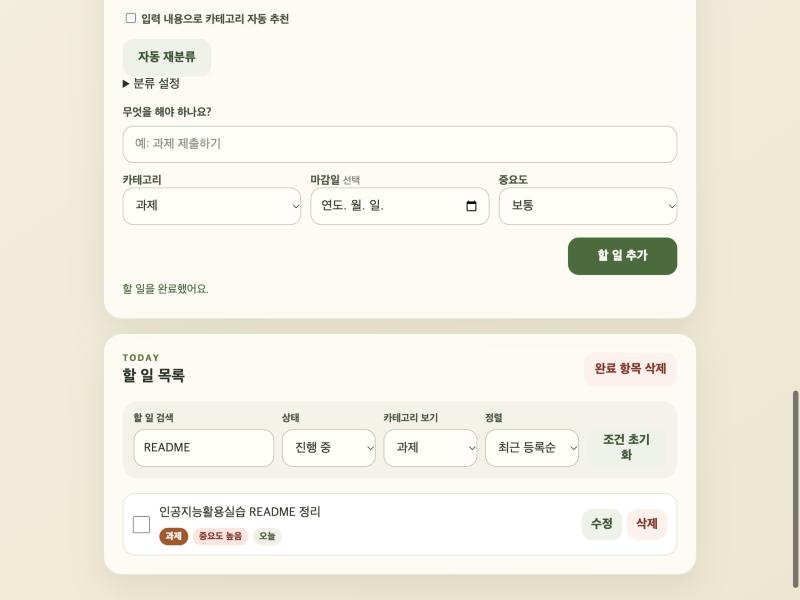 입력 내용으로 카테고리 자동 추천
자동 재분류
▶ 분류 설정
무엇을 해야 하나요?
예: 과제 제출하기
카테고리 마감일 선택 중요도
과제 연도. 월. 일. 보통
할 일 추가
할 일을 완료했어요.
TODAY
할 일 목록
완료 항목 삭제
할 일 검색 상태 카테고리 보기 정렬
README 진행 중 과제 최근 등록순 조건 초기
화
인공지능활용실습 README 정리
과제 중요도 높음 오늘
수정 삭제